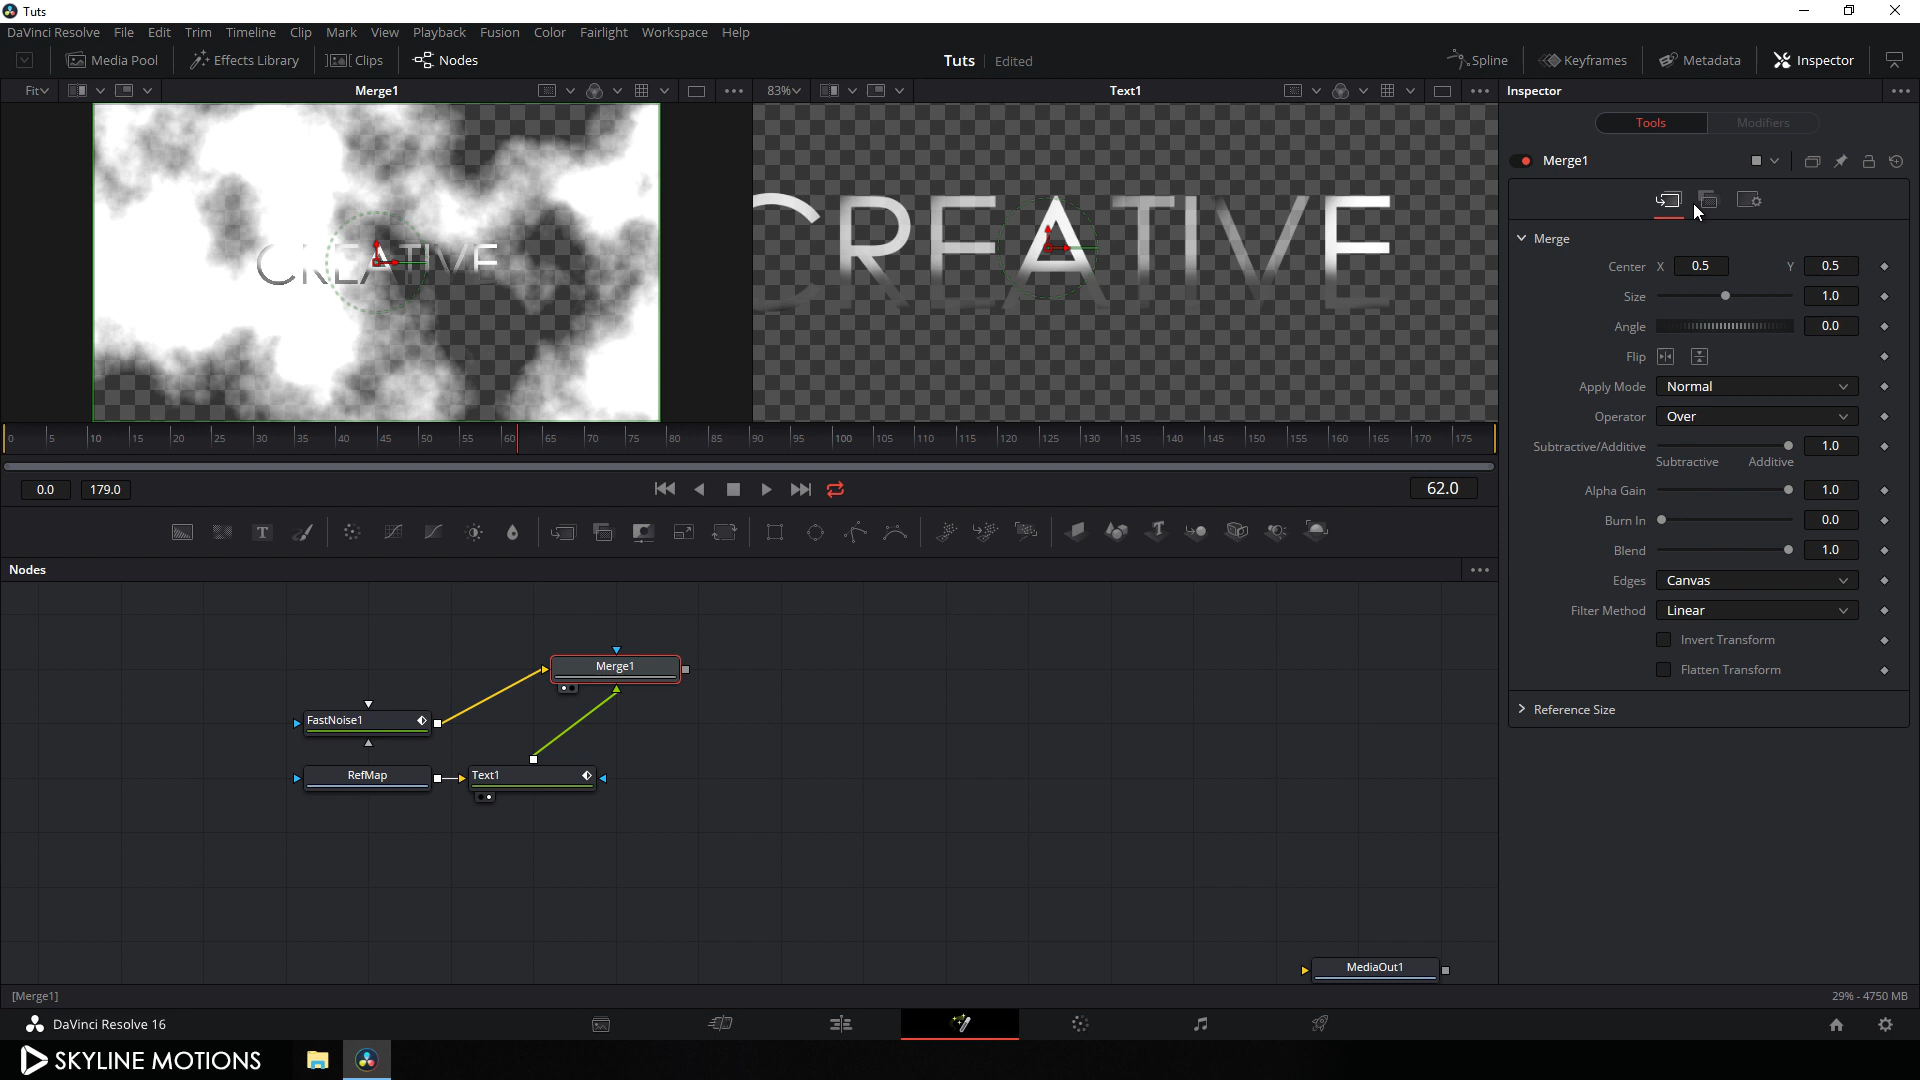 Tuts
DaVinci Resolve File Edit Trim Timeline Clip Mark View Playback Fusion Color Fairlight Workspace Help
Media Pool Effects Library Clips Nodes Tuts Edited Spline Keyframes Metadata Inspector
Fit Merge1 83% Text1 Inspector
Tools Modifiers
Merge1
CREATIVE
CREATIVE
Merge
Center X 0.5 Y 0.5
Size 1.0
Angle 0.0
Flip
Apply Mode Normal
Operator Over
Subtractive/Additive 1.0
Subtractive Additive
Alpha Gain 1.0
Burn In 0.0
Blend 1.0
Edges Canvas
Filter Method Linear
Invert Transform
Flatten Transform
Reference Size
0 5 10 15 20 25 30 35 40 45 50 55 60 65 70 75 80 85 90 95 100 105 110 115 120 125 130 135 140 145 150 155 160 165 170 175
0.0 179.0 62.0
Nodes
Merge1
FastNoise1
RefMap Text1
MediaOut1
[Merge1] 29% - 4750 MB
DaVinci Resolve 16
SKYLINE MOTIONS